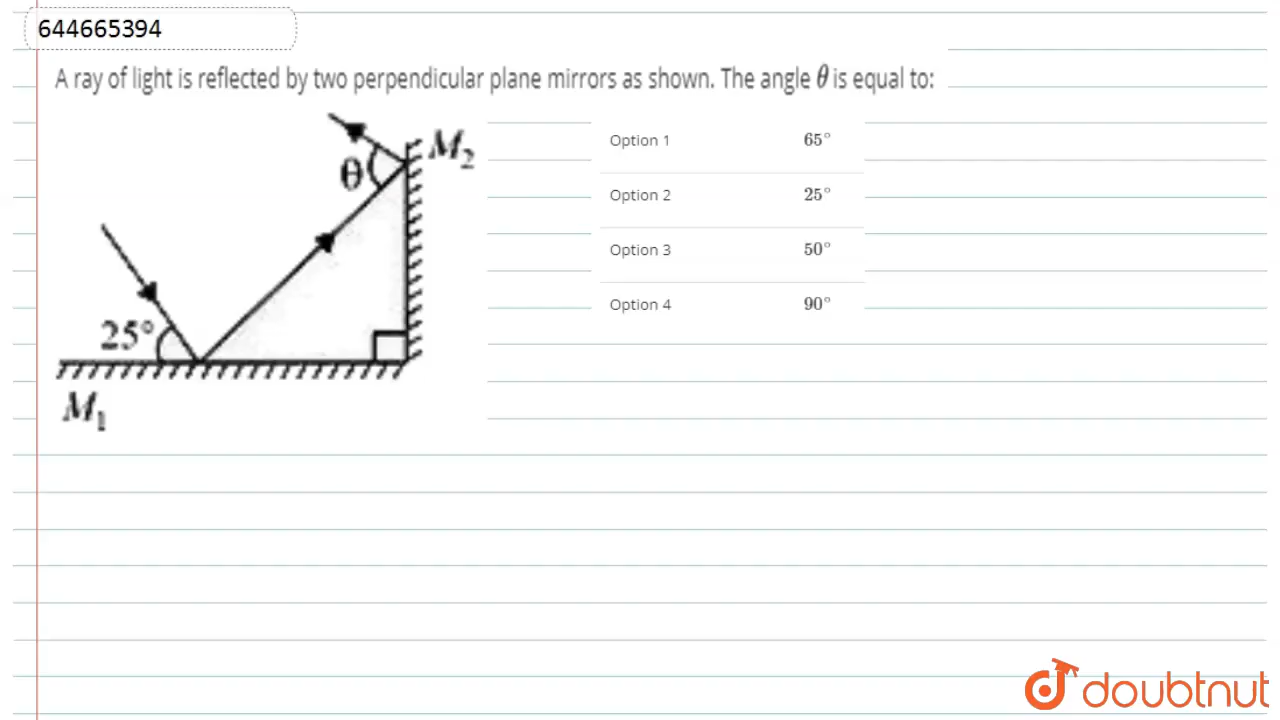 644665394
A ray of light is reflected by two perpendicular plane mirrors as shown. The angle θ is equal to:
M₂
θ
25°
M₁
Option 1 65°
Option 2 25°
Option 3 50°
Option 4 90°
doubtnut